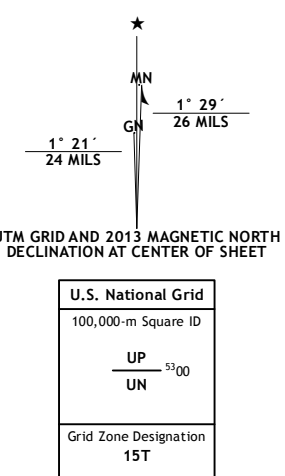 ★
MN
1° 29´
26 MILS
GN
1° 21´
24 MILS
UTM GRID AND 2013 MAGNETIC NORTH
DECLINATION AT CENTER OF SHEET
U.S. National Grid
100,000-m Square ID
UP
5300
UN
Grid Zone Designation
15T